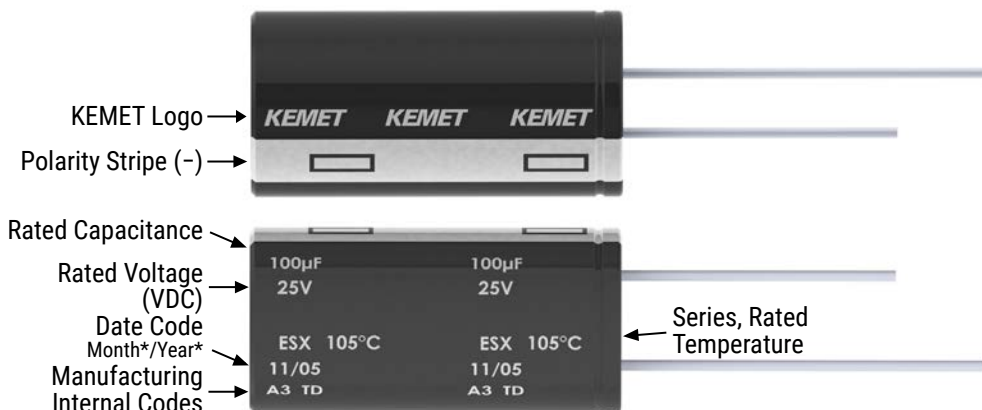 KEMET Logo
KEMET KEMET KEMET
Polarity Stripe (−)
Rated Capacitance
100µF 100µF
Rated Voltage
(VDC)
25V 25V
Date Code
Month*/Year*
ESX 105°C ESX 105°C
11/05 11/05
Manufacturing
Internal Codes
A3 TD A3 TD
Series, Rated
Temperature